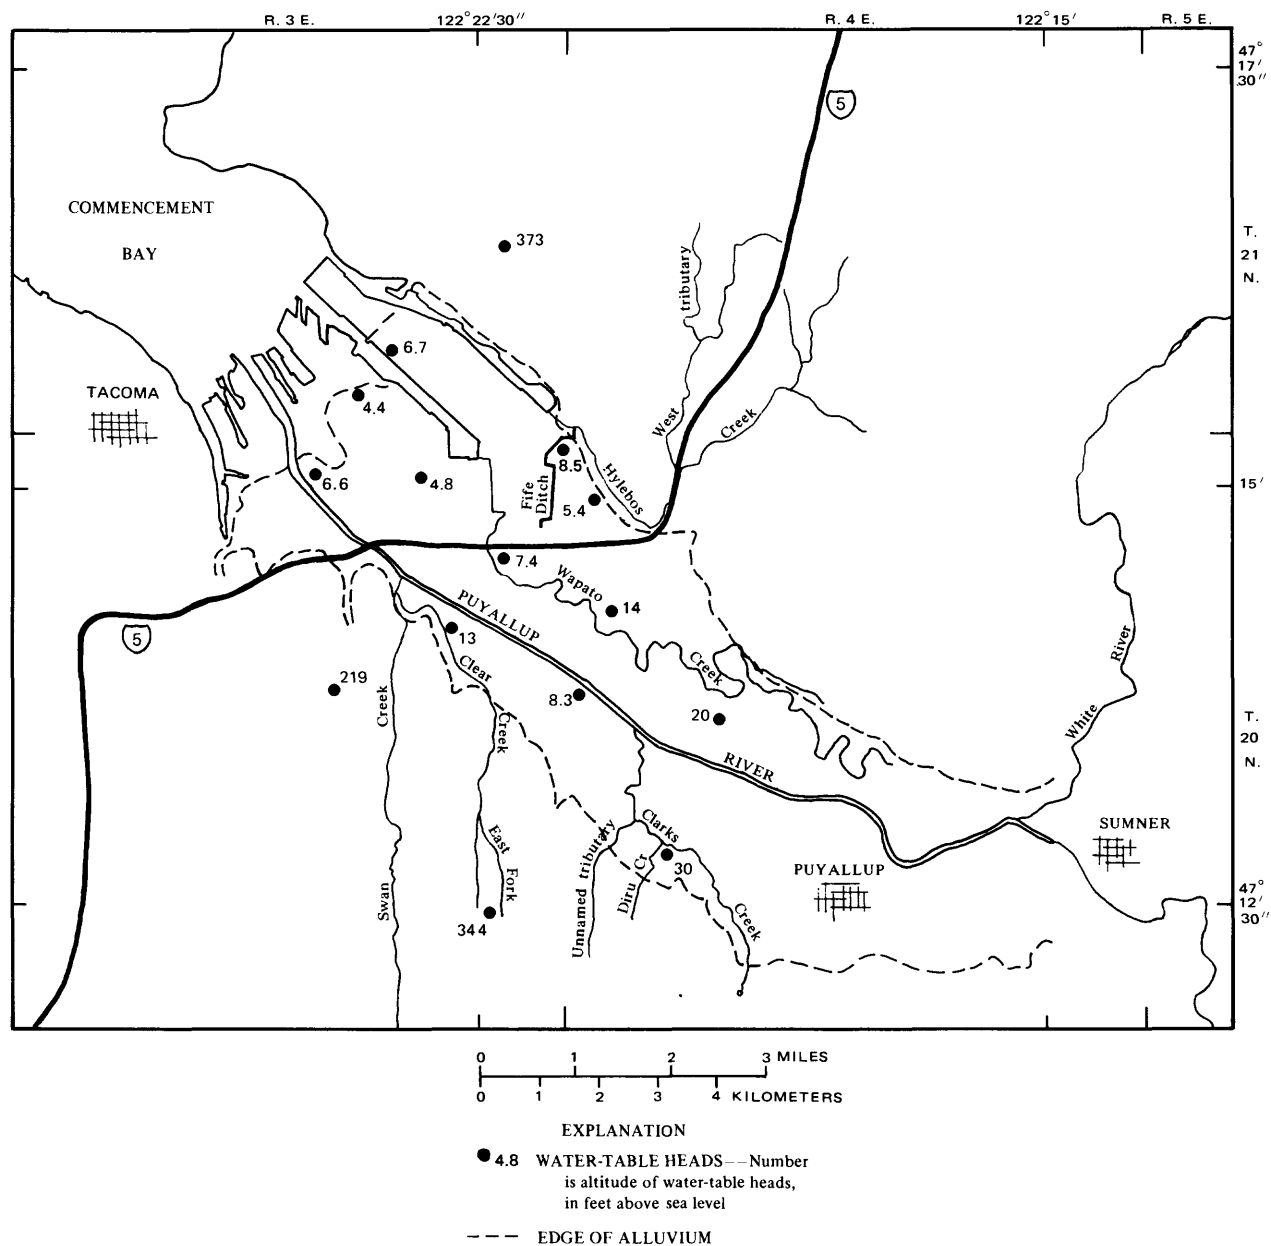 R. 3 E.
122°22'30''
R. 4 E.
122°15'
R. 5 E.
47°
17'
30''
5
COMMENCEMENT
BAY
T.
21
N.
373
tributary
6.7
TACOMA
4.4
West
Creek
8.5
6.6
4.8
Fife
Ditch
Hylebos
5.4
15'
7.4
Wapato
14
PUYALLUP
13
5
Clear
Creek
River
219
Creek
8.3
20
Creek
White
T.
20
N.
RIVER
SUMNER
East
Fork
Unnamed tributary
Clarks
30
Diru Cr
Creek
PUYALLUP
Swan
344
47°
12'
30''
0 1 2 3 MILES
0 1 2 3 4 KILOMETERS
EXPLANATION
4.8 WATER-TABLE HEADS––Number
is altitude of water-table heads,
in feet above sea level
EDGE OF ALLUVIUM